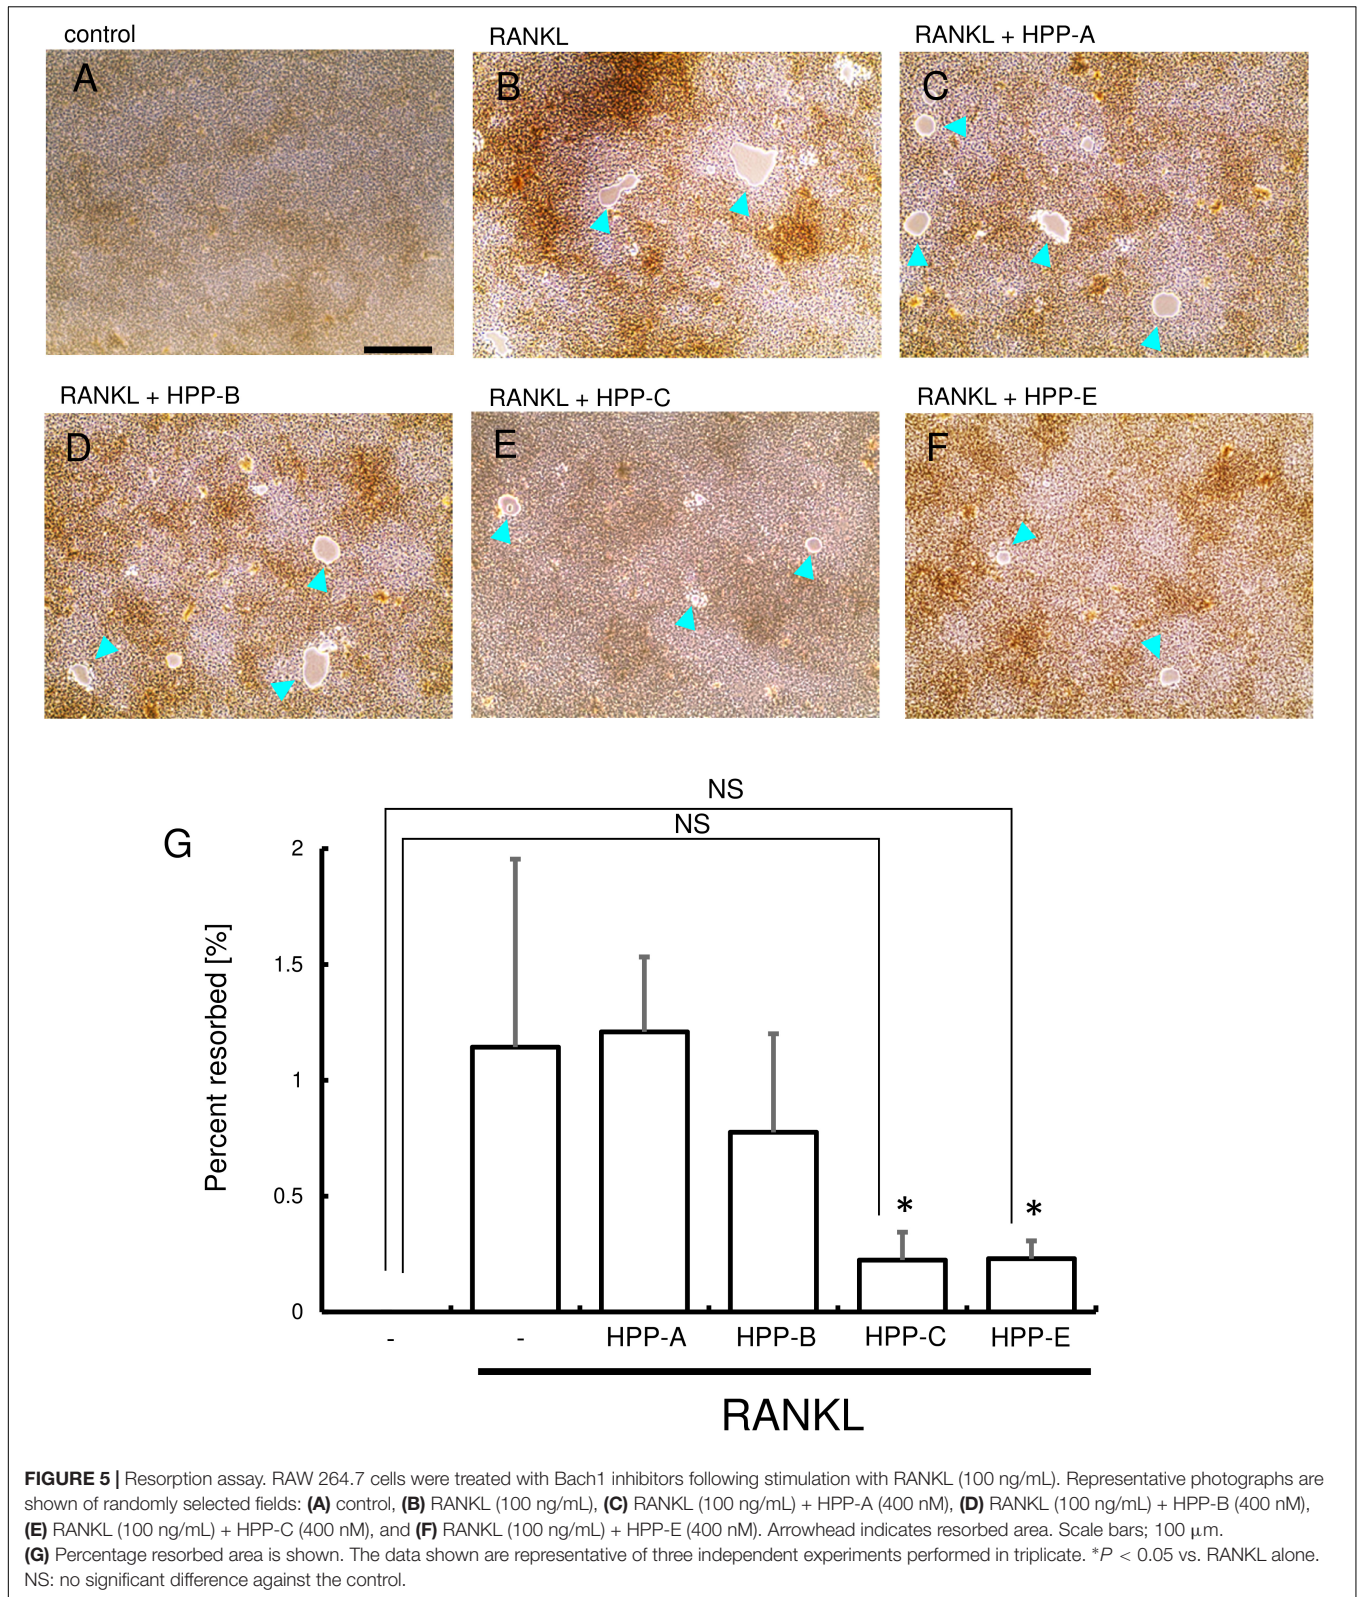 control
RANKL
RANKL + HPP-A
A
B
C
RANKL + HPP-B
RANKL + HPP-C
RANKL + HPP-E
D
E
F
G
NS
NS
2
1.5
1
0.5
0
Percent resorbed [%]
*
*
-
-
HPP-A
HPP-B
HPP-C
HPP-E
RANKL
FIGURE 5 | Resorption assay. RAW 264.7 cells were treated with Bach1 inhibitors following stimulation with RANKL (100 ng/mL). Representative photographs are
shown of randomly selected fields: (A) control, (B) RANKL (100 ng/mL), (C) RANKL (100 ng/mL) + HPP-A (400 nM), (D) RANKL (100 ng/mL) + HPP-B (400 nM),
(E) RANKL (100 ng/mL) + HPP-C (400 nM), and (F) RANKL (100 ng/mL) + HPP-E (400 nM). Arrowhead indicates resorbed area. Scale bars; 100 μm.
(G) Percentage resorbed area is shown. The data shown are representative of three independent experiments performed in triplicate. *P < 0.05 vs. RANKL alone.
NS: no significant difference against the control.